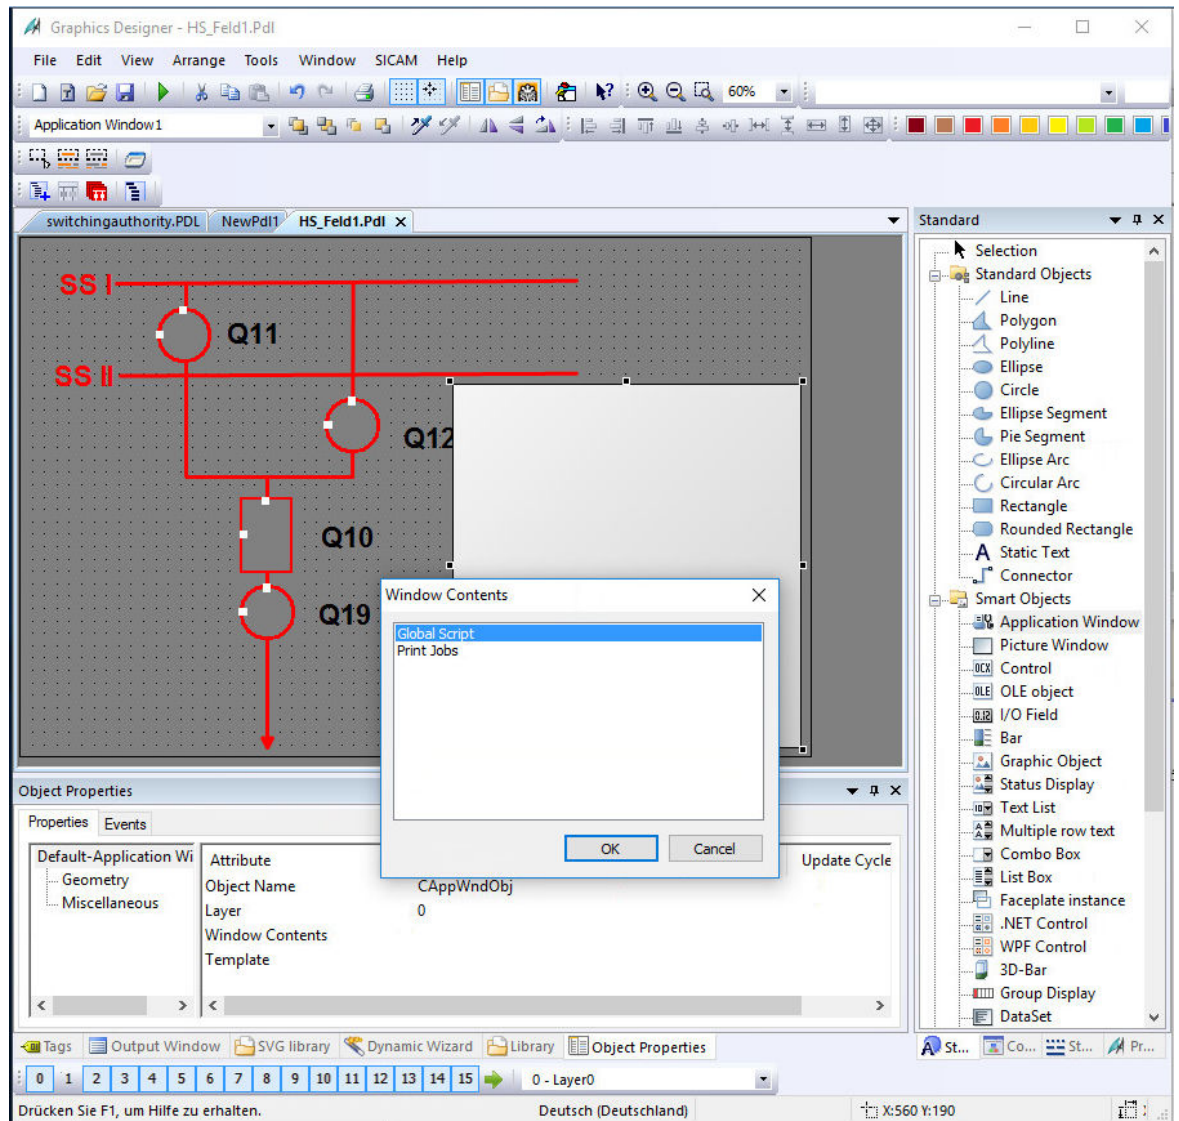 Graphics Designer - HS_Feld1.Pdl
File Edit View Arrange Tools Window SICAM Help
60%
Application Window1
switchingauthority.PDL NewPdl1 HS_Feld1.Pdl
SS I
Q11
SS II
Q12
Q10
Q19
Window Contents
Global Script
Print Jobs
OK Cancel
Standard
Selection
Standard Objects
Line
Polygon
Polyline
Ellipse
Circle
Ellipse Segment
Pie Segment
Ellipse Arc
Circular Arc
Rectangle
Rounded Rectangle
A Static Text
Connector
Smart Objects
Application Window
Picture Window
OCX Control
OLE OLE object
0.12 I/O Field
Bar
Graphic Object
Status Display
Text List
Multiple row text
Combo Box
List Box
Faceplate instance
.NET Control
WPF Control
3D-Bar
Group Display
DataSet
Object Properties
Properties Events
Default-Application Wi
Geometry
Miscellaneous
Attribute Update Cycle
Object Name CAppWndObj
Layer 0
Window Contents
Template
Tags Output Window SVG library Dynamic Wizard Library Object Properties
St... Co... St... Pr...
0 1 2 3 4 5 6 7 8 9 10 11 12 13 14 15 0 - Layer0
Drücken Sie F1, um Hilfe zu erhalten. Deutsch (Deutschland) X:560 Y:190